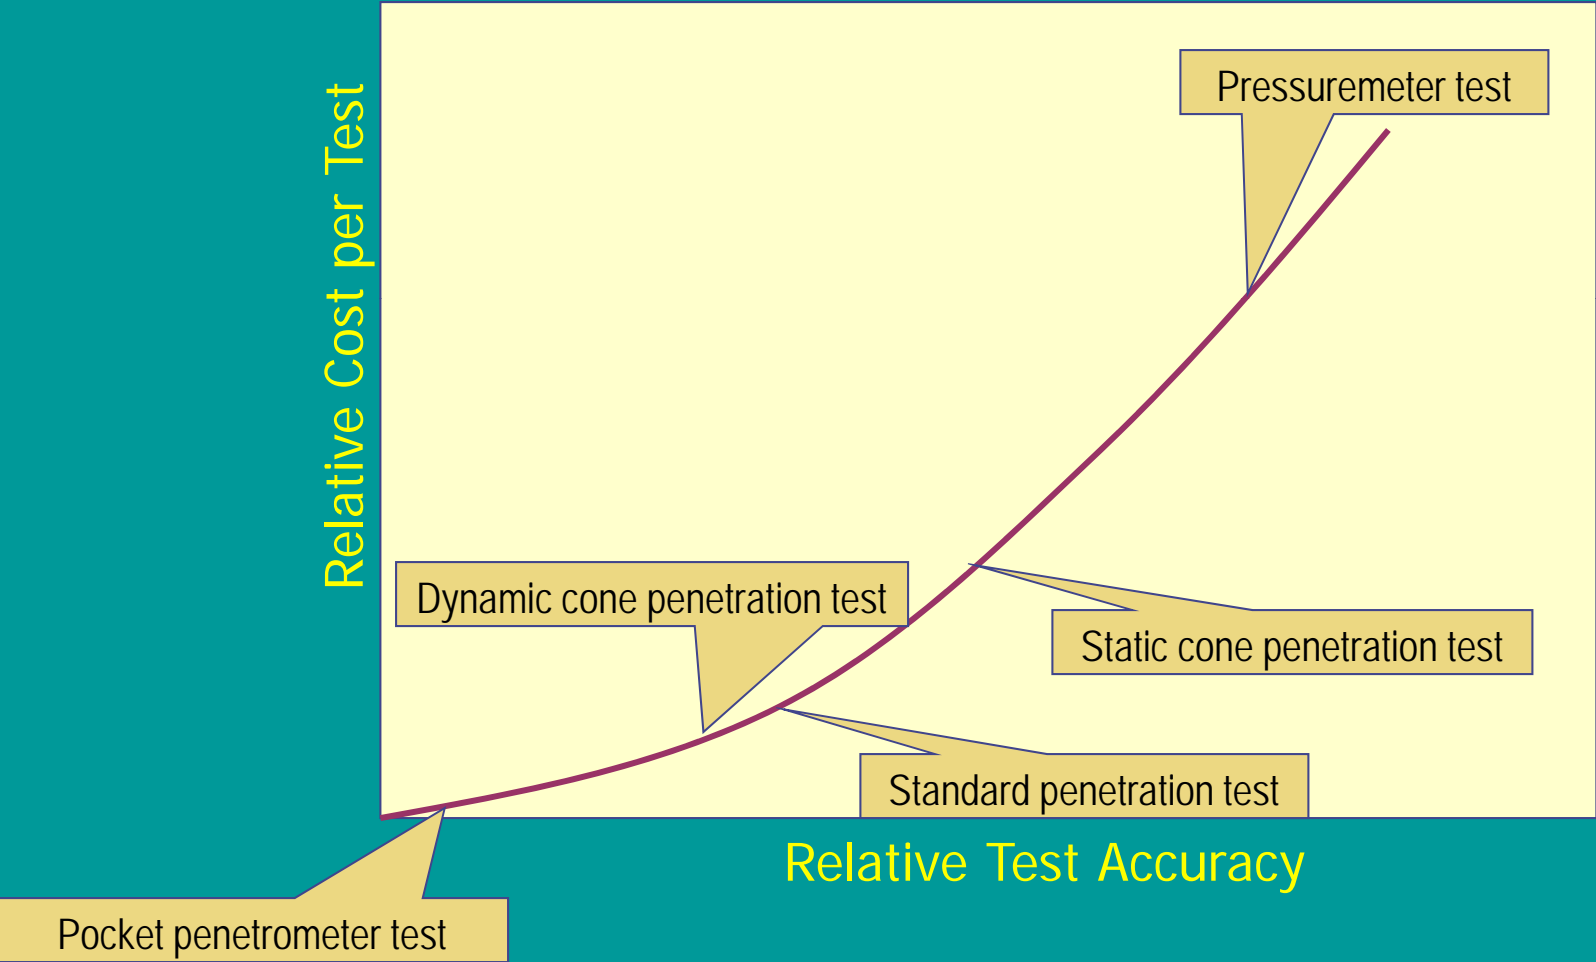 Pressuremeter test
Relative Cost per Test
Dynamic cone penetration test
Static cone penetration test
Standard penetration test
Relative Test Accuracy
Pocket penetrometer test